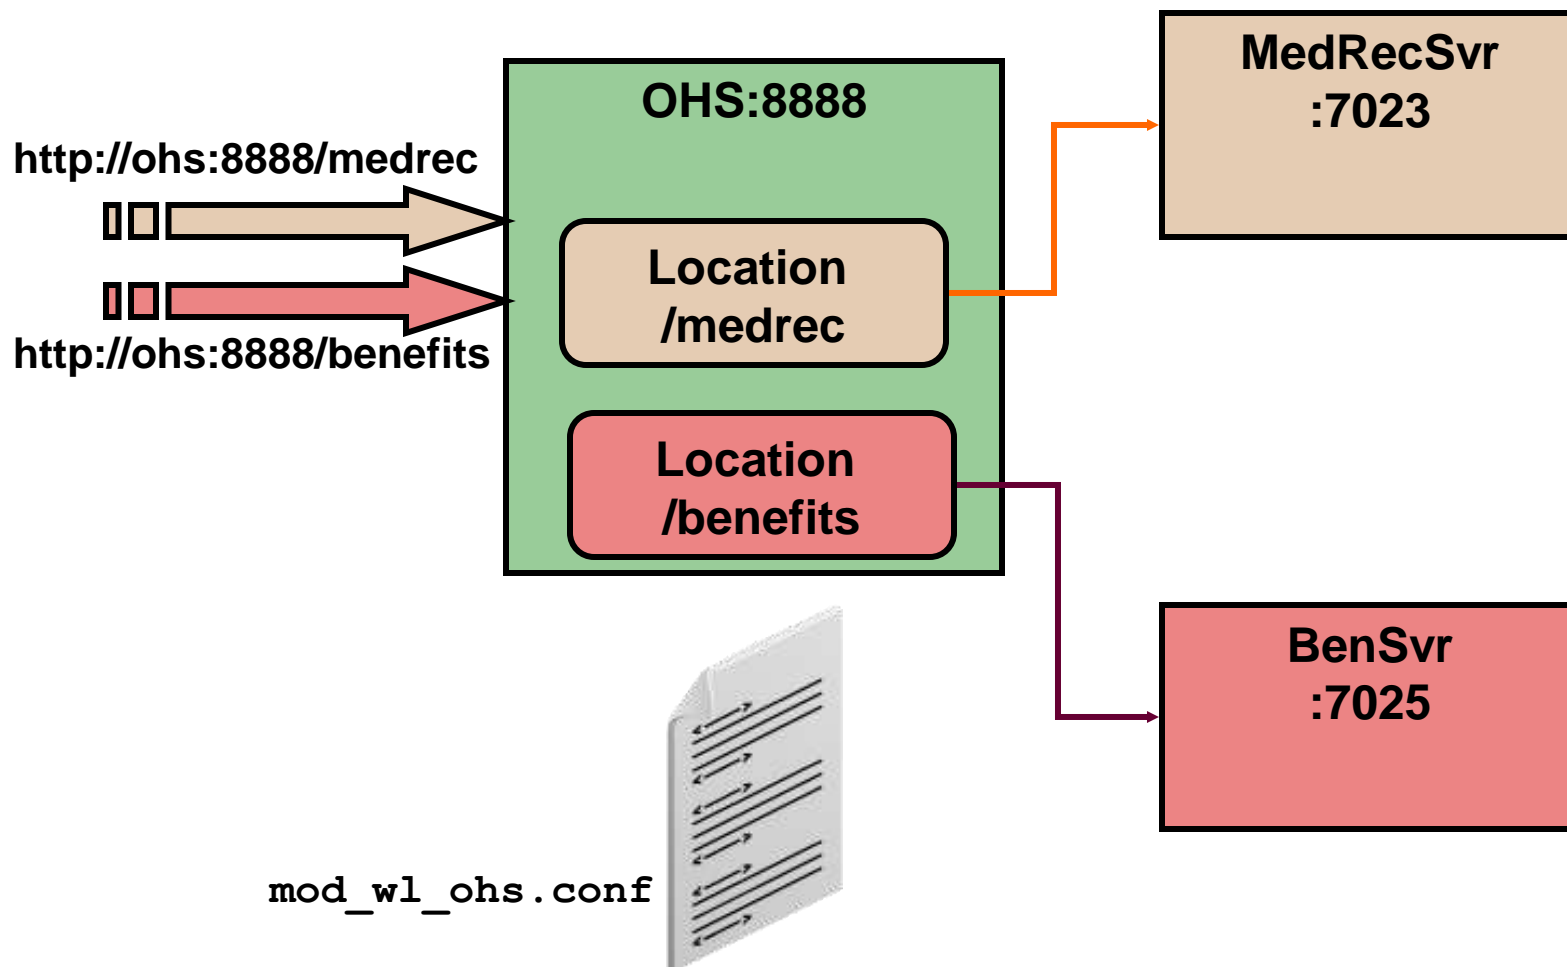 http://ohs:8888/medrec
http://ohs:8888/benefits
OHS:8888
Location
/medrec
Location
/benefits
MedRecSvr
:7023
BenSvr
:7025
mod_wl_ohs.conf